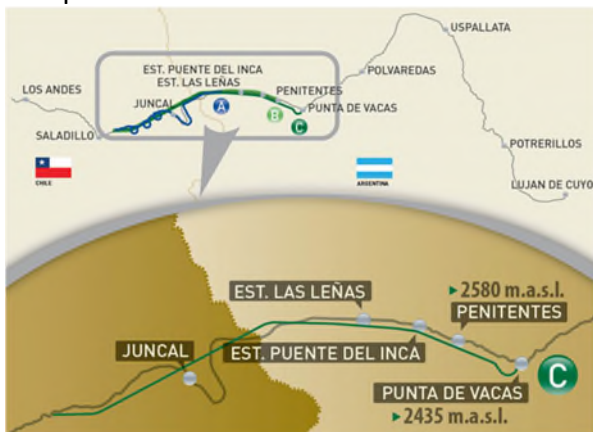 USPALLATA
EST. PUENTE DEL INCA
EST. LAS LEÑAS
POLVAREDAS
LOS ANDES
PENITENTES
JUNCAL
PUNTA DE VACAS
A
B
C
SALADILLO
POTRERILLOS
CHILE
ARGENTINA
LUJAN DE CUYO
EST. LAS LEÑAS
2580 m.a.s.l.
PENITENTES
JUNCAL
EST. PUENTE DEL INCA
C
PUNTA DE VACAS
2435 m.a.s.l.